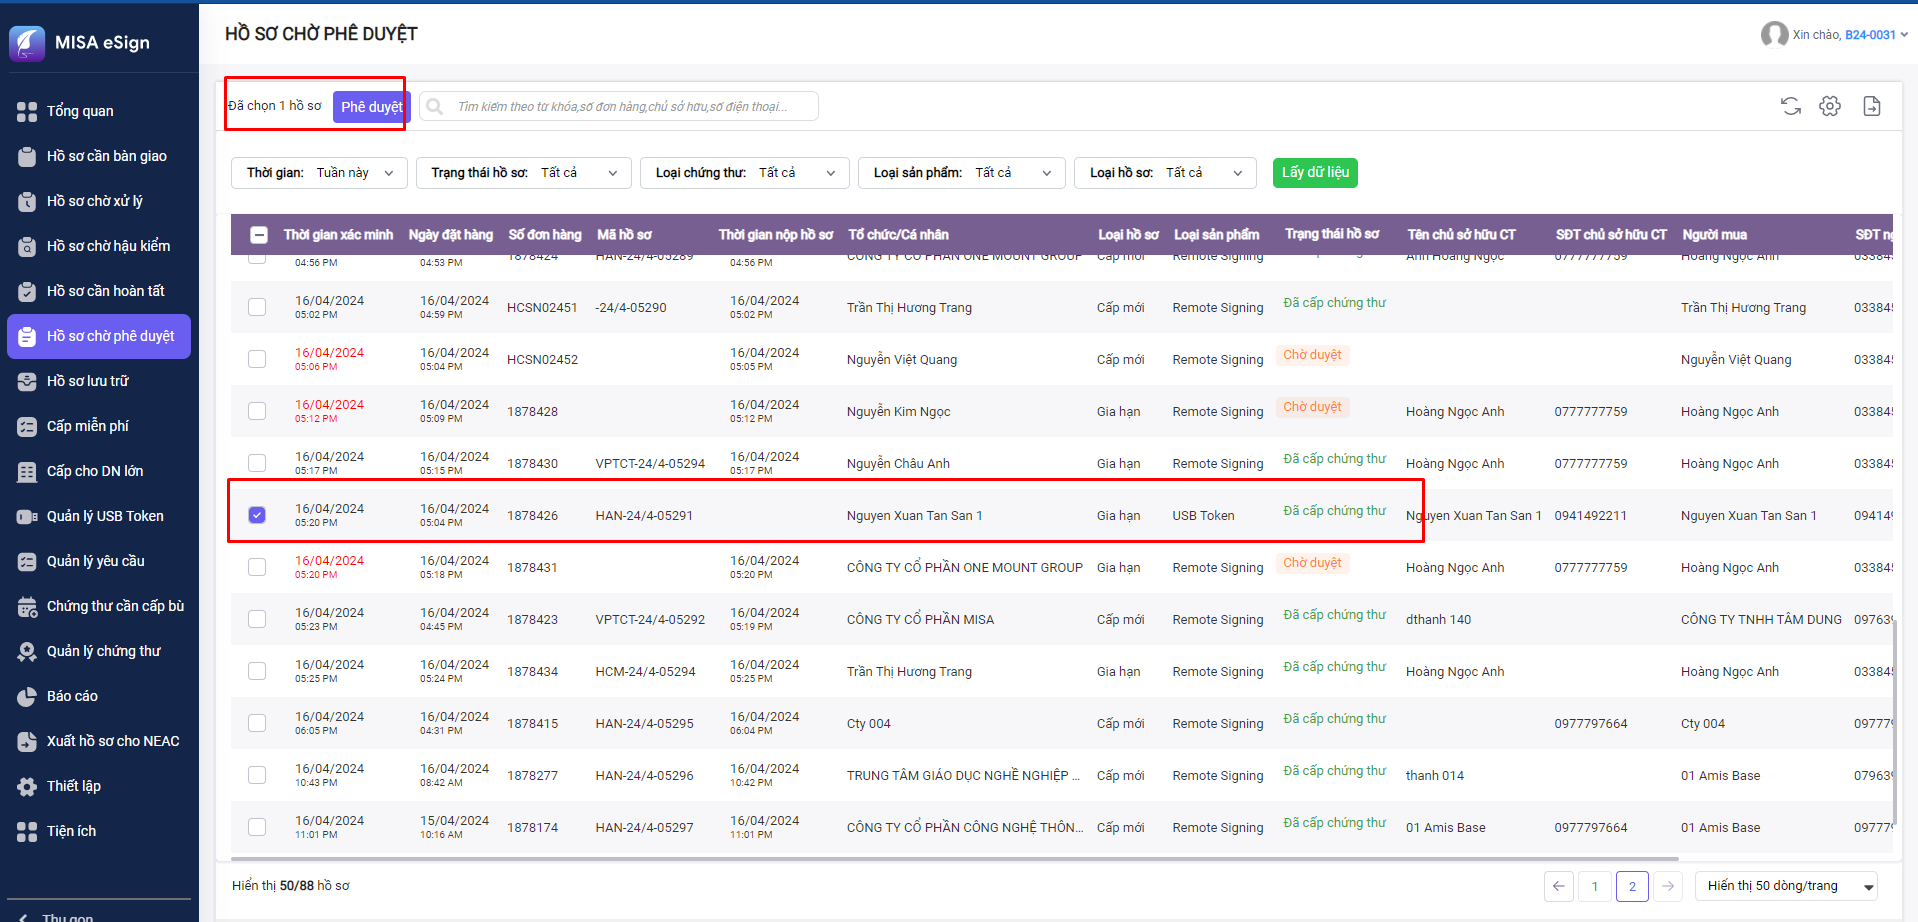 MISA eSign
Tổng quan
Hồ sơ cần bàn giao
Hồ sơ chờ xử lý
Hồ sơ chờ hậu kiểm
Hồ sơ cần hoàn tất
Hồ sơ chờ phê duyệt
Hồ sơ lưu trữ
Cấp miễn phí
Cấp cho DN lớn
Quản lý USB Token
Quản lý yêu cầu
Chứng thư cần cấp bù
Quản lý chứng thư
Báo cáo
Xuất hồ sơ cho NEAC
Thiết lập
Tiện ích
Thu gọn
HỒ SƠ CHỜ PHÊ DUYỆT
Xin chào, B24-0031
Đã chọn 1 hồ sơ Phê duyệt Tìm kiếm theo từ khóa,số đơn hàng,chủ sở hữu,số điện thoại...
Thời gian: Tuần này Trạng thái hồ sơ: Tất cả Loại chứng thư: Tất cả Loại sản phẩm: Tất cả Loại hồ sơ: Tất cả Lấy dữ liệu
Thời gian xác minh Ngày đặt hàng Số đơn hàng Mã hồ sơ Thời gian nộp hồ sơ Tổ chức/Cá nhân Loại hồ sơ Loại sản phẩm Trạng thái hồ sơ Tên chủ sở hữu CT SĐT chủ sở hữu CT Người mua SĐT
1878424 HAN-24/4-05289 CÔNG TY CỔ PHẦN ONE MOUNT GROUP Cấp mới Remote Signing Anh Hoàng Ngọc 0777777759 Hoàng Ngọc Anh 03384
04:56 PM 04:53 PM 04:56 PM
16/04/2024 16/04/2024 HCSN02451 -24/4-05290 16/04/2024 Trần Thị Hương Trang Cấp mới Remote Signing Đã cấp chứng thư Trần Thị Hương Trang 03384
05:02 PM 04:59 PM 05:02 PM
16/04/2024 16/04/2024 HCSN02452 16/04/2024 Nguyễn Việt Quang Cấp mới Remote Signing Chờ duyệt Nguyễn Việt Quang 03384
05:06 PM 05:04 PM 05:05 PM
16/04/2024 16/04/2024 1878428 16/04/2024 Nguyễn Kim Ngọc Gia hạn Remote Signing Chờ duyệt Hoàng Ngọc Anh 0777777759 Hoàng Ngọc Anh 03384
05:12 PM 05:09 PM 05:12 PM
16/04/2024 16/04/2024 1878430 VPTCT-24/4-05294 16/04/2024 Nguyễn Châu Anh Gia hạn Remote Signing Đã cấp chứng thư Hoàng Ngọc Anh 0777777759 Hoàng Ngọc Anh 03384
05:17 PM 05:15 PM 05:17 PM
16/04/2024 16/04/2024 1878426 HAN-24/4-05291 Nguyen Xuan Tan San 1 Gia hạn USB Token Đã cấp chứng thư Nguyen Xuan Tan San 1 0941492211 Nguyen Xuan Tan San 1 09414
05:20 PM 05:04 PM
16/04/2024 16/04/2024 1878431 16/04/2024 CÔNG TY CỔ PHẦN ONE MOUNT GROUP Gia hạn Remote Signing Chờ duyệt Hoàng Ngọc Anh 0777777759 Hoàng Ngọc Anh 03384
05:20 PM 05:18 PM 05:20 PM
16/04/2024 16/04/2024 1878423 VPTCT-24/4-05292 16/04/2024 CÔNG TY CỔ PHẦN MISA Cấp mới Remote Signing Đã cấp chứng thư dthanh 140 CÔNG TY TNHH TÂM DUNG 09763
05:23 PM 04:45 PM 05:19 PM
16/04/2024 16/04/2024 1878434 HCM-24/4-05294 16/04/2024 Trần Thị Hương Trang Gia hạn Remote Signing Đã cấp chứng thư Hoàng Ngọc Anh Hoàng Ngọc Anh 03384
05:25 PM 05:24 PM 05:25 PM
16/04/2024 16/04/2024 1878415 HAN-24/4-05295 16/04/2024 Cty 004 Cấp mới Remote Signing Đã cấp chứng thư 0977797664 Cty 004 09777
06:05 PM 04:31 PM 06:04 PM
16/04/2024 16/04/2024 1878277 HAN-24/4-05296 16/04/2024 TRUNG TÂM GIÁO DỤC NGHỀ NGHIỆP ... Cấp mới Remote Signing Đã cấp chứng thư thanh 014 01 Amis Base 07963
10:43 PM 08:42 AM 10:42 PM
16/04/2024 15/04/2024 1878174 HAN-24/4-05297 16/04/2024 CÔNG TY CỔ PHẦN CÔNG NGHỆ THÔN... Cấp mới Remote Signing Đã cấp chứng thư 01 Amis Base 0977797664 01 Amis Base 09777
11:01 PM 10:16 AM 11:01 PM
Hiển thị 50/88 hồ sơ 1 2 Hiển thị 50 dòng/trang